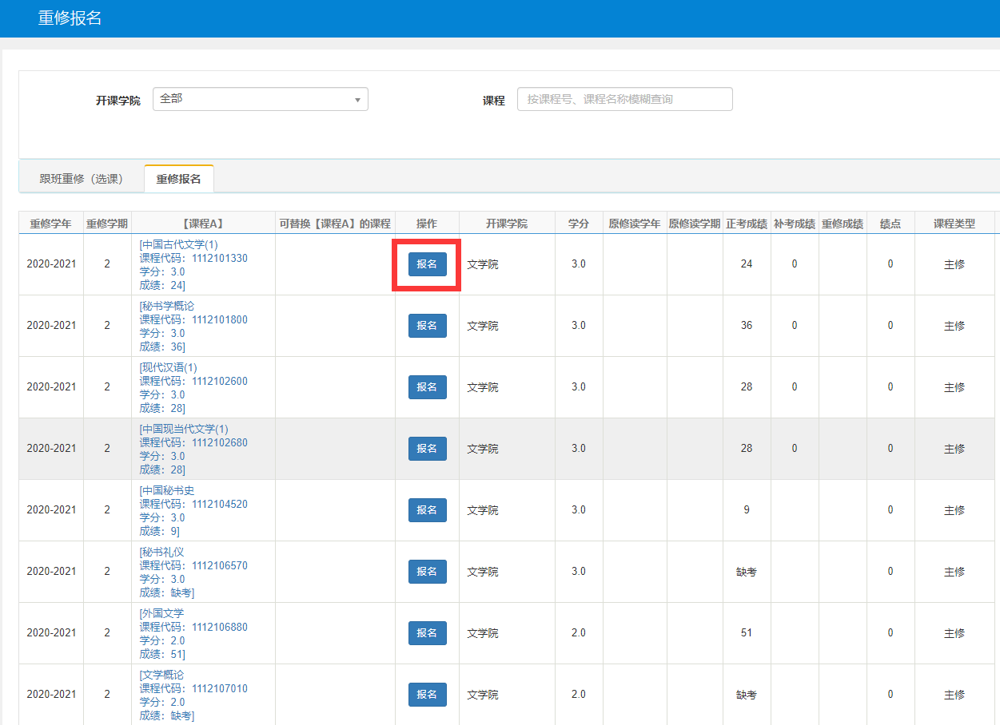 重修报名
开课学院 全部 课程 按课程号、课程名称模糊查询
跟班重修（选课） 重修报名
重修学年 重修学期 【课程A】 可替换【课程A】的课程 操作 开课学院 学分 原修读学年 原修读学期 正考成绩 补考成绩 重修成绩 绩点 课程类型
[中国古代文学(1)
课程代码：1112101330
2020-2021 2 报名 文学院 3.0 24 0 0 主修
学分：3.0
成绩：24]
[秘书学概论
课程代码：1112101800
2020-2021 2 报名 文学院 3.0 36 0 0 主修
学分：3.0
成绩：36]
[现代汉语(1)
课程代码：1112102600
2020-2021 2 报名 文学院 3.0 28 0 0 主修
学分：3.0
成绩：28]
[中国现当代文学(1)
课程代码：1112102680
2020-2021 2 报名 文学院 3.0 28 0 0 主修
学分：3.0
成绩：28]
[中国秘书史
课程代码：1112104520
2020-2021 2 报名 文学院 3.0 9 0 主修
学分：3.0
成绩：9]
[秘书礼仪
课程代码：1112106570
2020-2021 2 报名 文学院 3.0 缺考 0 主修
学分：3.0
成绩：缺考]
[外国文学
课程代码：1112106880
2020-2021 2 报名 文学院 2.0 51 0 主修
学分：2.0
成绩：51]
[文学概论
课程代码：1112107010
2020-2021 2 报名 文学院 2.0 缺考 0 主修
学分：2.0
成绩：缺考]